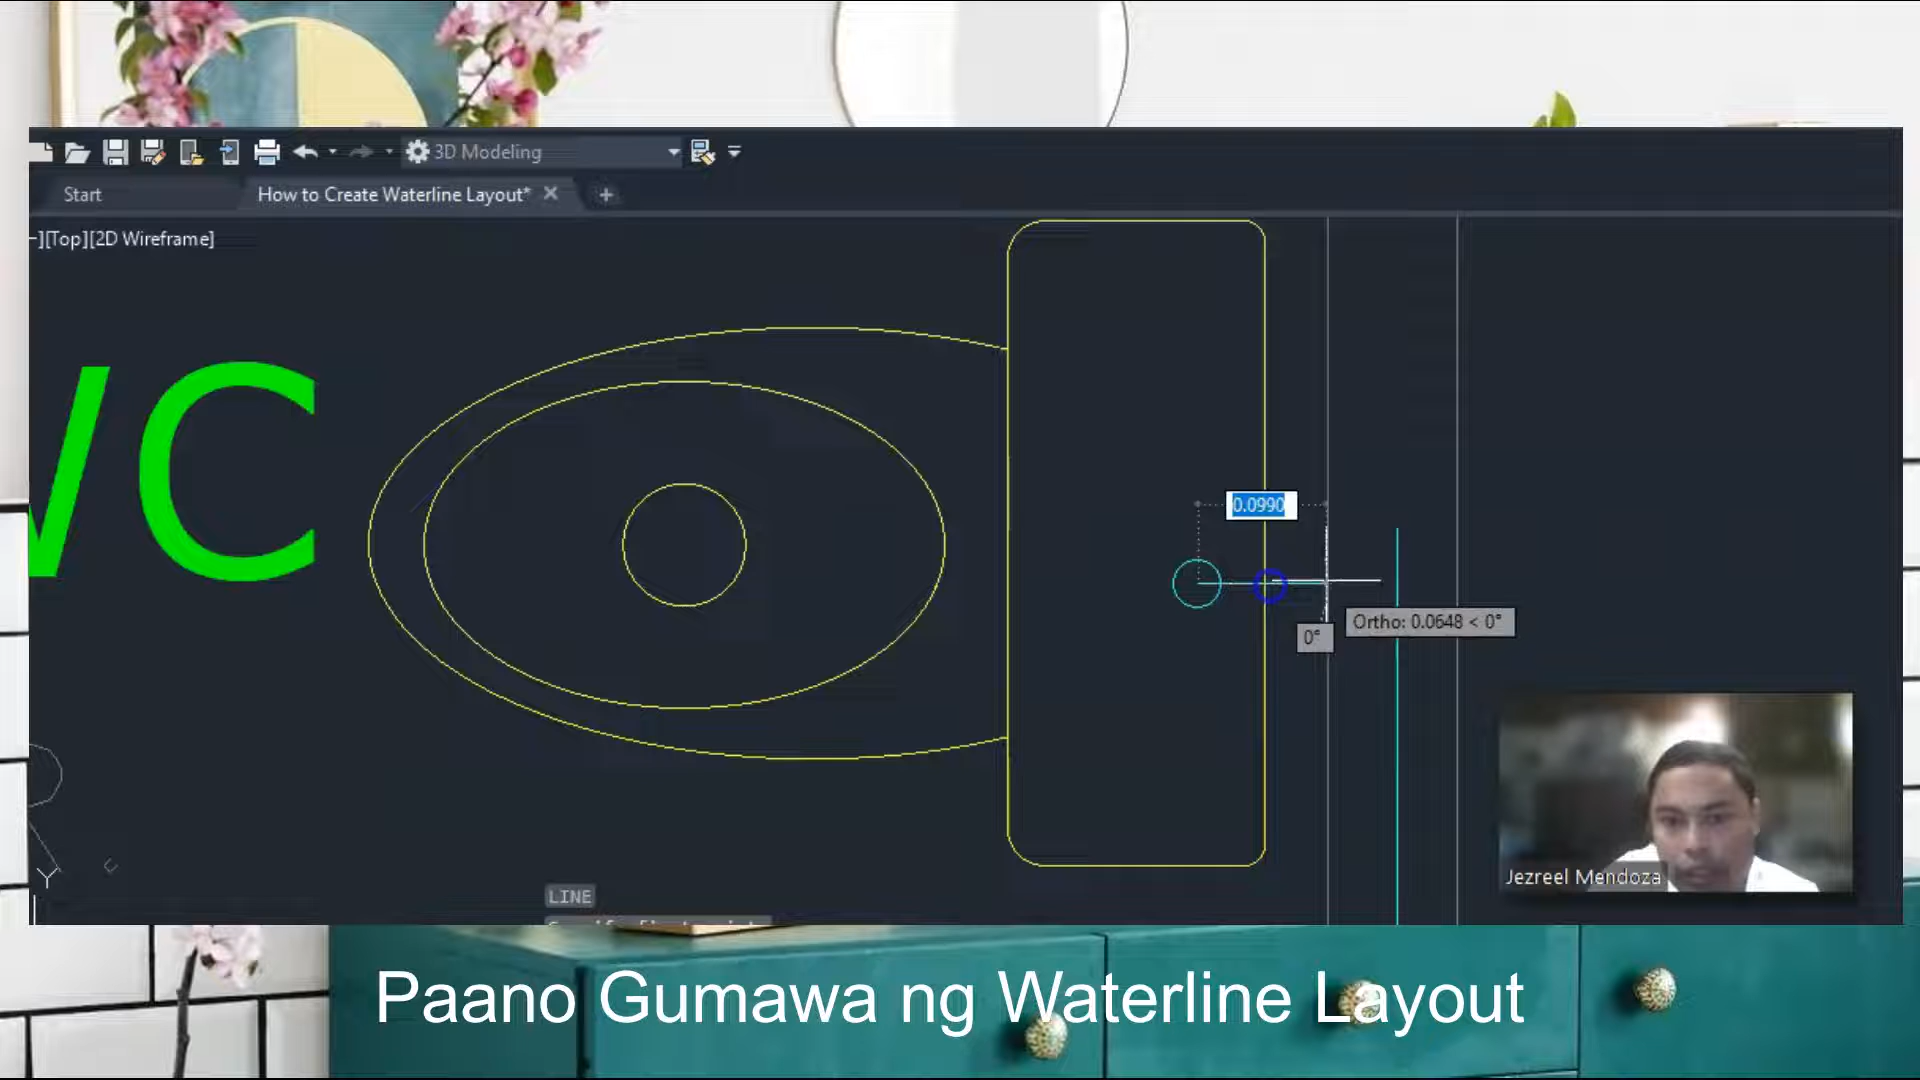 3D Modeling
Start
How to Create Waterline Layout*
-][Top][2D Wireframe]
WC
0.0990
Ortho: 0.0648 < 0°
0°
Y
Jezreel Mendoza
LINE
Paano Gumawa ng Waterline Layout